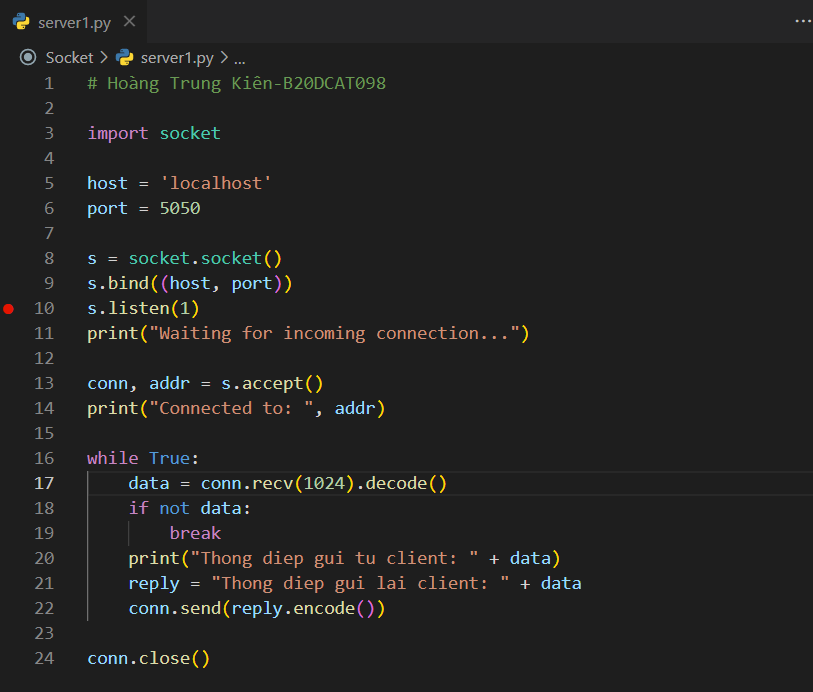 server1.py
Socket > server1.py > ...
1 # Hoàng Trung Kiên-B20DCAT098
2
3 import socket
4
5 host = 'localhost'
6 port = 5050
7
8 s = socket.socket()
9 s.bind((host, port))
10 s.listen(1)
11 print("Waiting for incoming connection...")
12
13 conn, addr = s.accept()
14 print("Connected to: ", addr)
15
16 while True:
17     data = conn.recv(1024).decode()
18     if not data:
19         break
20     print("Thong diep gui tu client: " + data)
21     reply = "Thong diep gui lai client: " + data
22     conn.send(reply.encode())
23
24 conn.close()